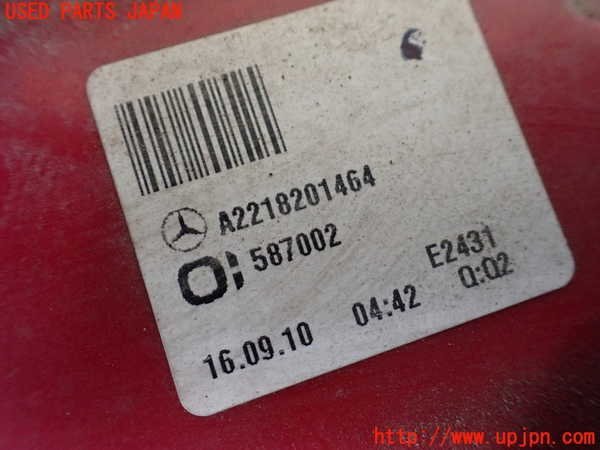 USED PARTS JAPAN
A2218201464
587002
E2431
16.09.10 04:42 Q:02
http://www.upjpn.com